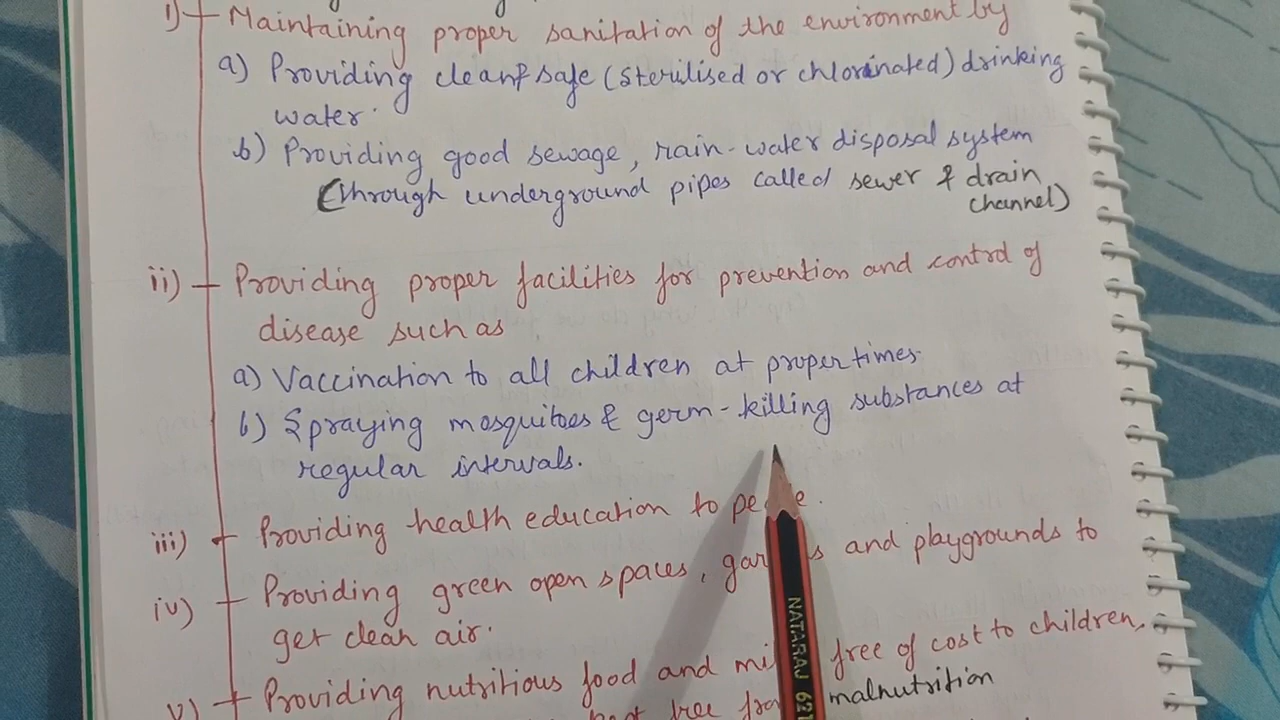 i) Maintaining proper sanitation of the environment by
a) Providing clean & safe (sterilised or chlorinated) drinking
water.
b) Providing good sewage, rain-water disposal system
(through underground pipes called sewer & drain
channel)
ii) Providing proper facilities for prevention and control of
disease such as
a) Vaccination to all children at proper times.
b) Spraying mosquitoes & germ-killing substances at
regular intervals.
iii) Providing health education to
iv) Providing green open spaces, and playgrounds to
get clean air.
v) Providing nutritious food and free of cost to children,
free malnutrition
NATARAJ 621